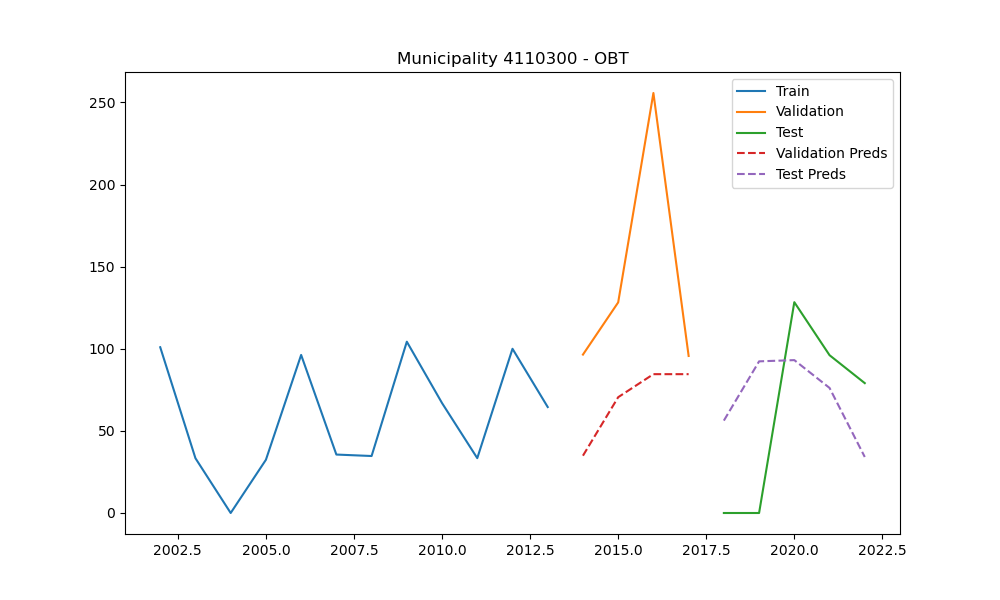 Municipality 4110300 - OBT
250
200
150
100
50
0
2002.5 2005.0 2007.5 2010.0 2012.5 2015.0 2017.5 2020.0 2022.5
Train
Validation
Test
Validation Preds
Test Preds